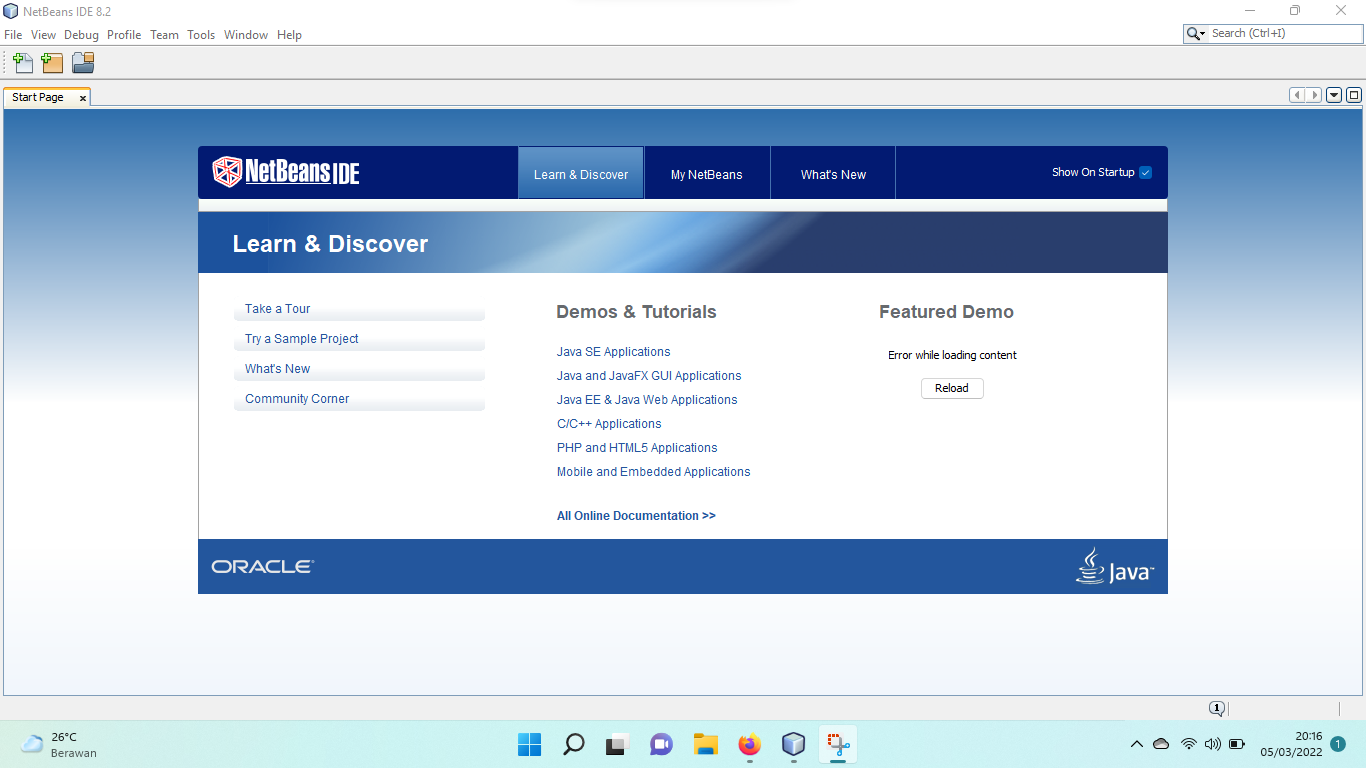 NetBeans IDE 8.2
File View Debug Profile Team Tools Window Help
Search (Ctrl+I)
Start Page
NetBeans IDE
Learn & Discover
My NetBeans
What's New
Show On Startup
Learn & Discover
Take a Tour
Try a Sample Project
What's New
Community Corner
Demos & Tutorials
Java SE Applications
Java and JavaFX GUI Applications
Java EE & Java Web Applications
C/C++ Applications
PHP and HTML5 Applications
Mobile and Embedded Applications
All Online Documentation >>
Featured Demo
Error while loading content
Reload
ORACLE
Java™
1
26°C
Berawan
20:16
05/03/2022
1